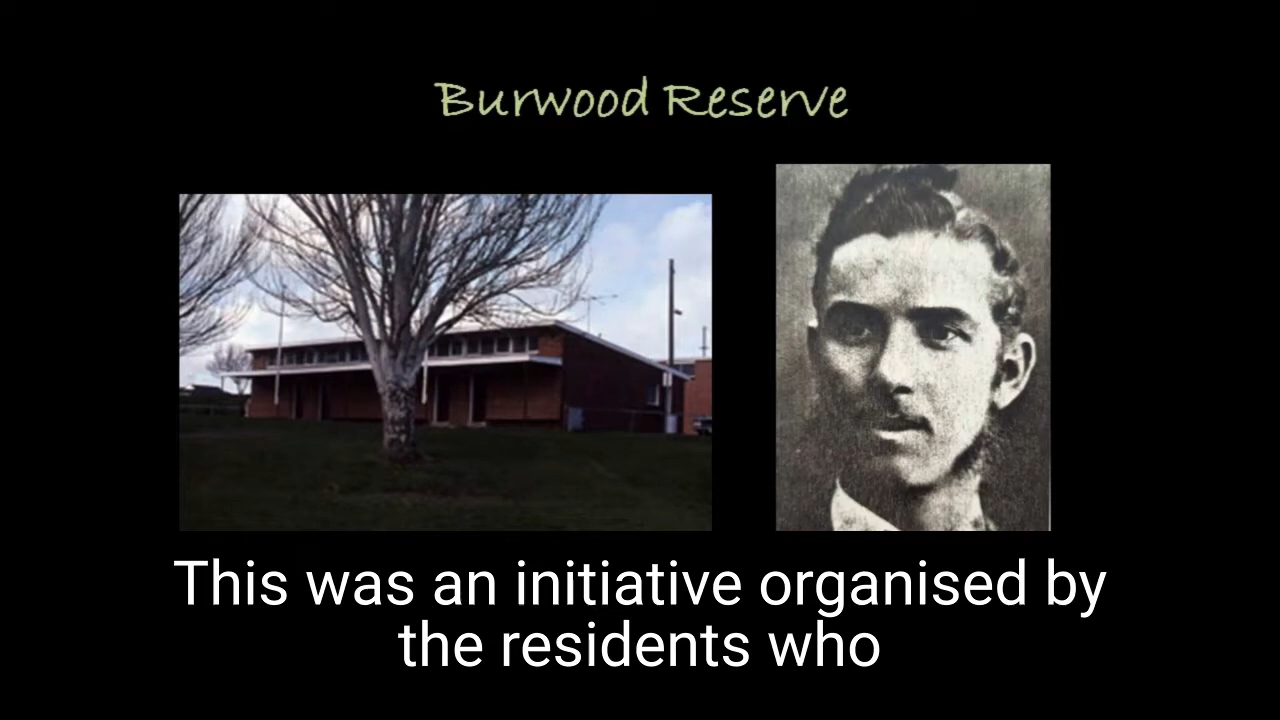 Burwood Reserve
This was an initiative organised by
the residents who